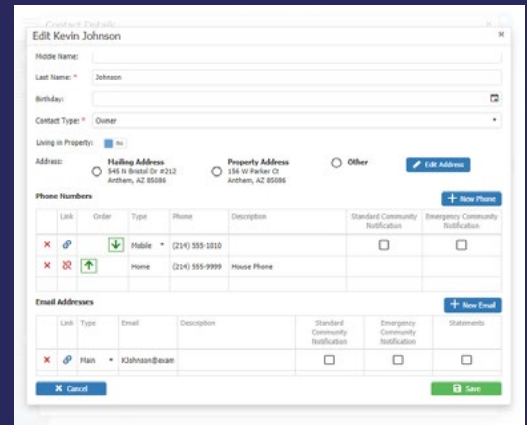 Contact Details
Edit Kevin Johnson
Middle Name:
Last Name: * Johnson
Birthday:
Contact Type: * Owner
Living in Property: No
Address: Mailing Address Property Address Other Edit Address
545 N Bristol Dr #212 156 W Parker Ct
Anthem, AZ 85086 Anthem, AZ 85086
Phone Numbers + New Phone
Link Order Type Phone Description Standard Community Notification Emergency Community Notification
Mobile (214) 555-1010
Home (214) 555-9999 House Phone
Email Addresses + New Email
Link Type Email Description Standard Community Notification Emergency Community Notification Statements
Main KJohnson@exam
Cancel Save